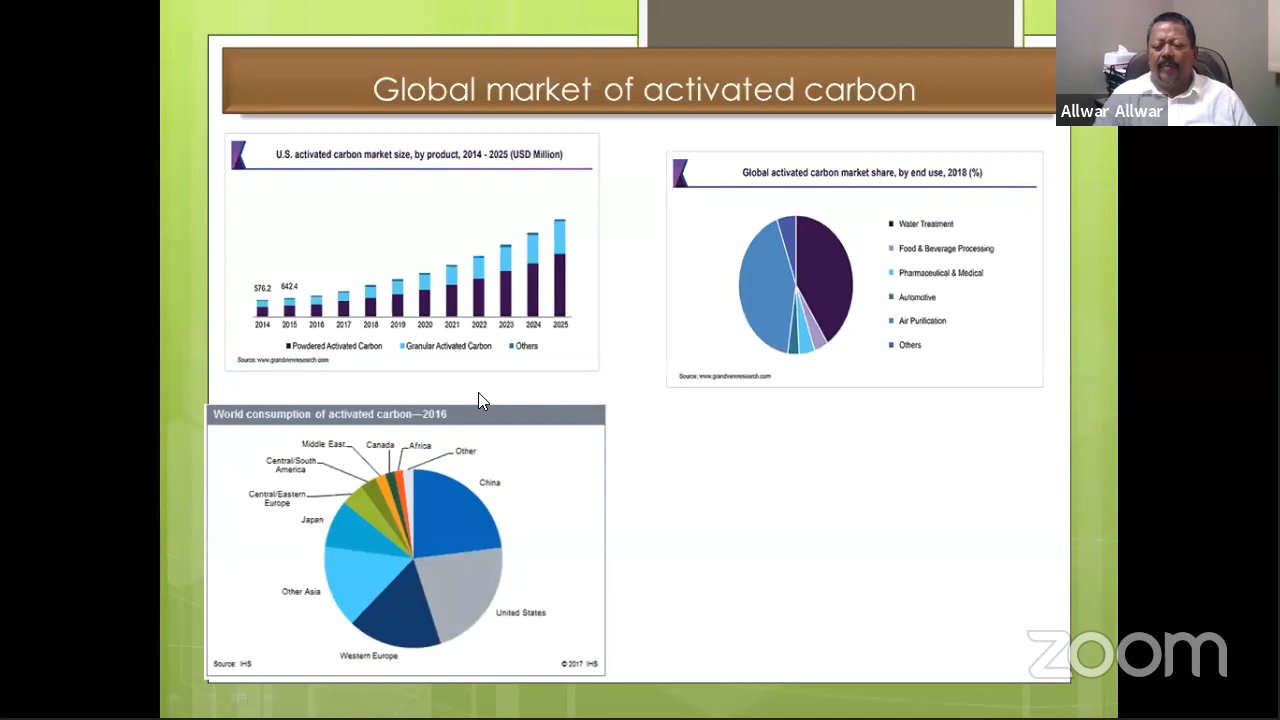 Global market of activated carbon
Allwar Allwar
U.S. activated carbon market size, by product, 2014 - 2025 (USD Million)
576.2 642.4
2014 2015 2016 2017 2018 2019 2020 2021 2022 2023 2024 2025
Powdered Activated Carbon Granular Activated Carbon Others
Source: www.grandviewresearch.com
Global activated carbon market share, by end use, 2018 (%)
Water Treatment
Food & Beverage Processing
Pharmaceutical & Medical
Automotive
Air Purification
Others
Source: www.grandviewresearch.com
World consumption of activated carbon—2016
Middle East
Canada
Africa
Other
Central/South
America
China
Central/Eastern
Europe
Japan
Other Asia
United States
Western Europe
Source: IHS
© 2017 IHS
zoom